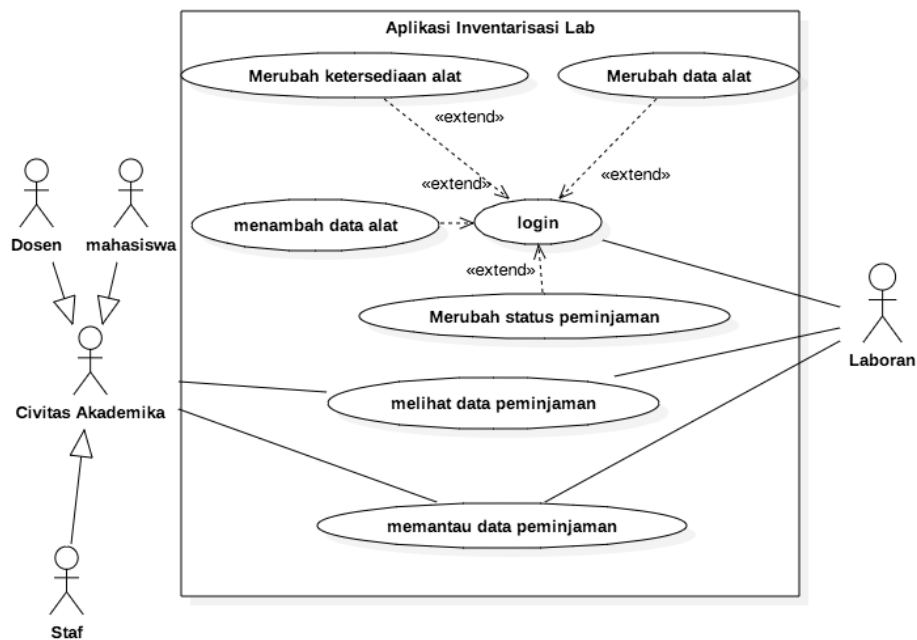 Aplikasi Inventarisasi Lab
Merubah ketersediaan alat
Merubah data alat
«extend»
«extend»
«extend»
Dosen
mahasiswa
menambah data alat
login
«extend»
Merubah status peminjaman
Laboran
Civitas Akademika
melihat data peminjaman
memantau data peminjaman
Staf